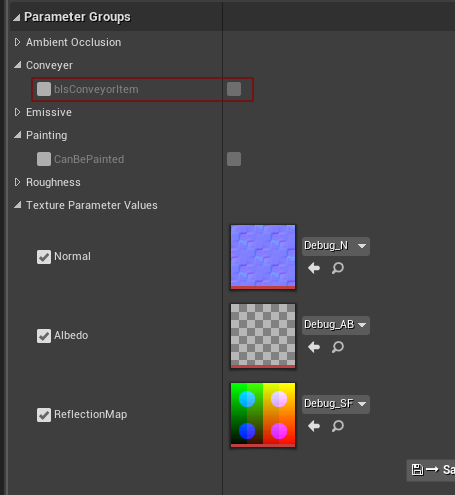 Parameter Groups
Ambient Occlusion
Conveyer
bIsConveyorItem
Emissive
Painting
CanBePainted
Roughness
Texture Parameter Values
Normal
Debug_N
Albedo
Debug_AB
ReflectionMap
Debug_SF
Sa